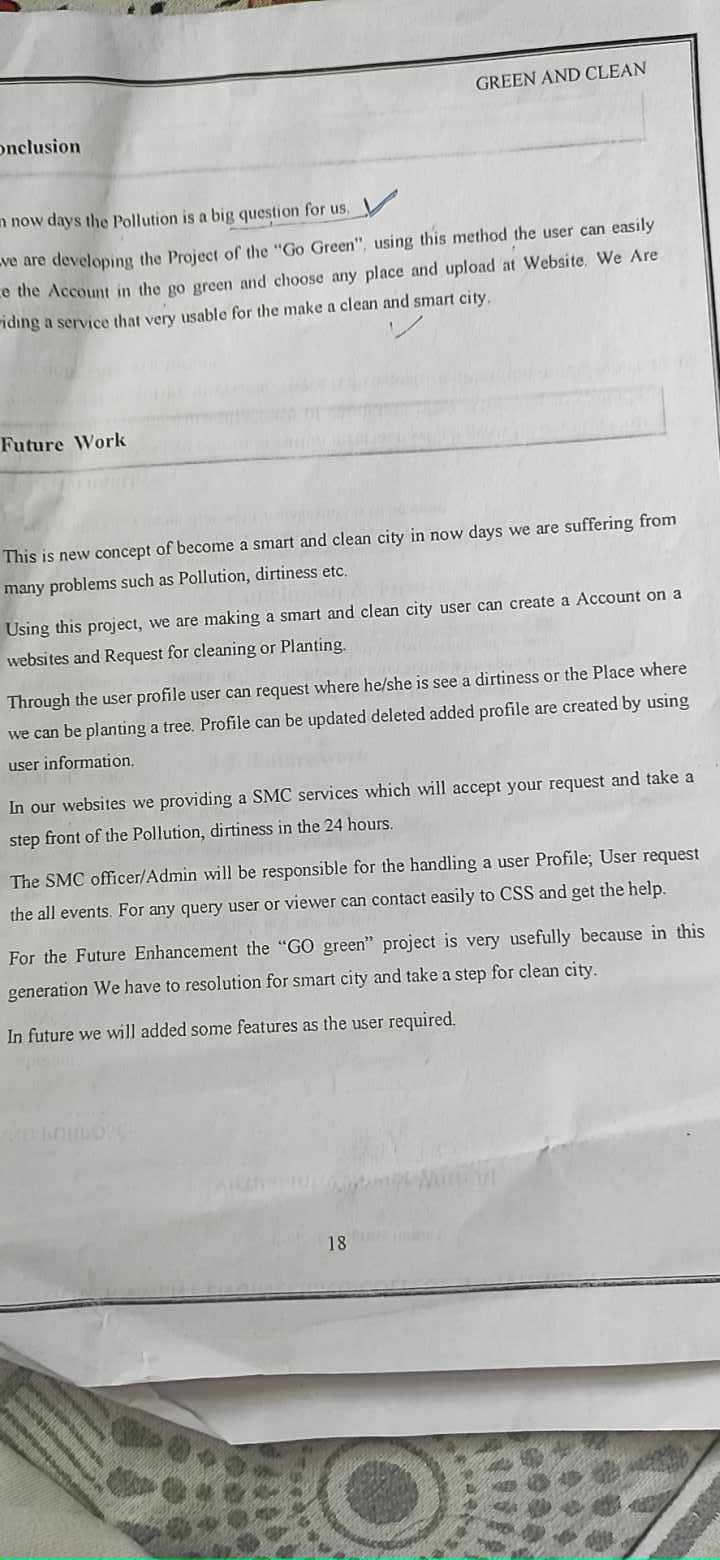 GREEN AND CLEAN
onclusion
n now days the Pollution is a big question for us.
we are developing the Project of the "Go Green", using this method the user can easily
e the Account in the go green and choose any place and upload at Website. We Are
iding a service that very usable for the make a clean and smart city.
Future Work
This is new concept of become a smart and clean city in now days we are suffering from
many problems such as Pollution, dirtiness etc.
Using this project, we are making a smart and clean city user can create a Account on a
websites and Request for cleaning or Planting.
Through the user profile user can request where he/she is see a dirtiness or the Place where
we can be planting a tree. Profile can be updated deleted added profile are created by using
user information.
In our websites we providing a SMC services which will accept your request and take a
step front of the Pollution, dirtiness in the 24 hours.
The SMC officer/Admin will be responsible for the handling a user Profile; User request
the all events. For any query user or viewer can contact easily to CSS and get the help.
For the Future Enhancement the “GO green” project is very usefully because in this
generation We have to resolution for smart city and take a step for clean city.
In future we will added some features as the user required.
18